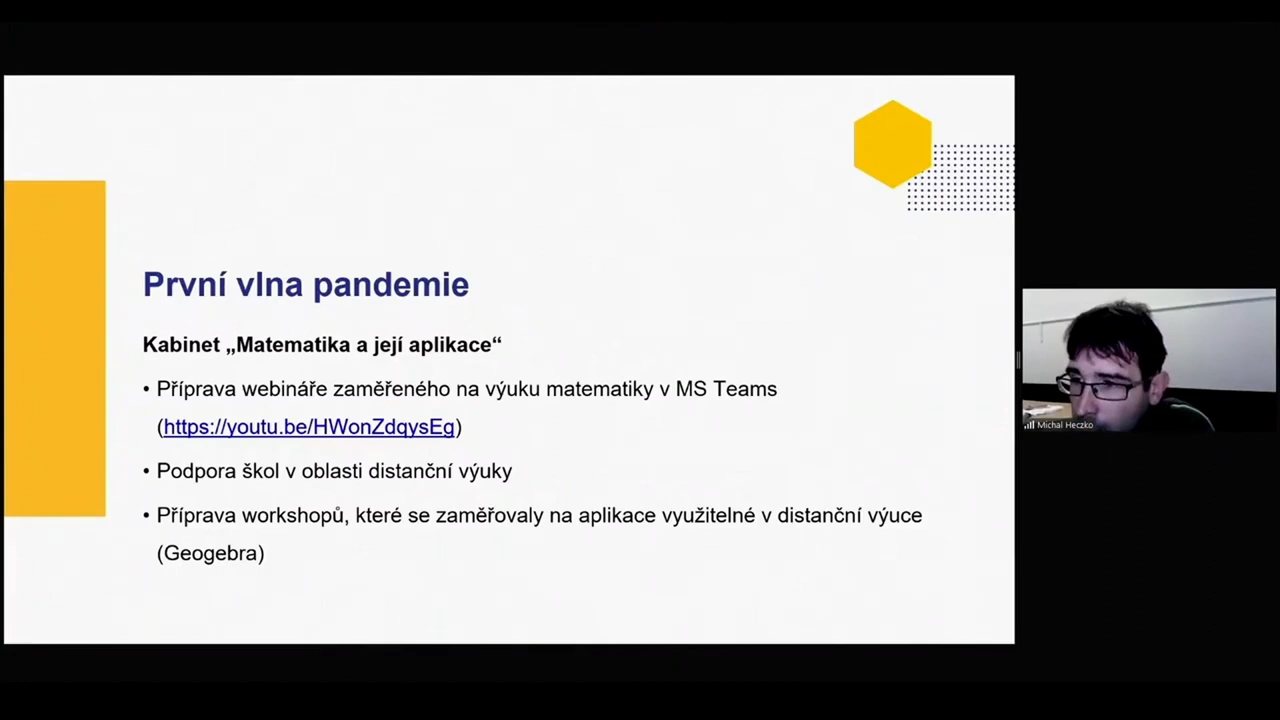 První vlna pandemie
Kabinet „Matematika a její aplikace“
• Příprava webináře zaměřeného na výuku matematiky v MS Teams
(https://youtu.be/HWonZdqysEg)
• Podpora škol v oblasti distanční výuky
• Příprava workshopů, které se zaměřovaly na aplikace využitelné v distanční výuce
(Geogebra)
Michal Heczko